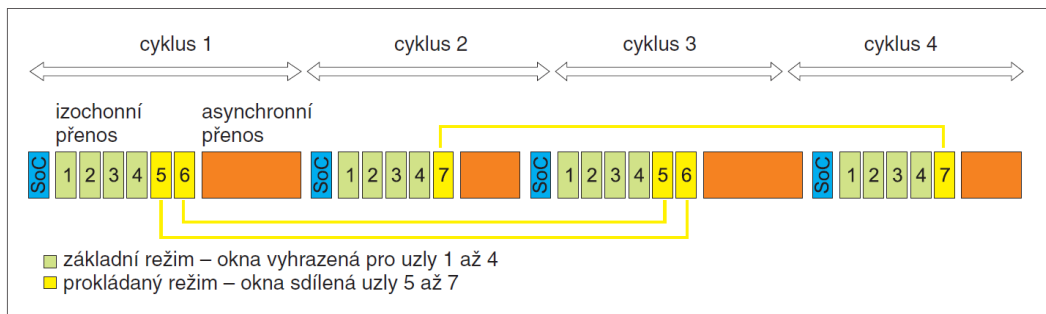 cyklus 1 cyklus 2 cyklus 3 cyklus 4
izochonní přenos
asynchronní přenos
SoC 1 2 3 4 5 6 SoC 1 2 3 4 7 SoC 1 2 3 4 5 6 SoC 1 2 3 4 7
základní režim – okna vyhrazená pro uzly 1 až 4
prokládaný režim – okna sdílená uzly 5 až 7